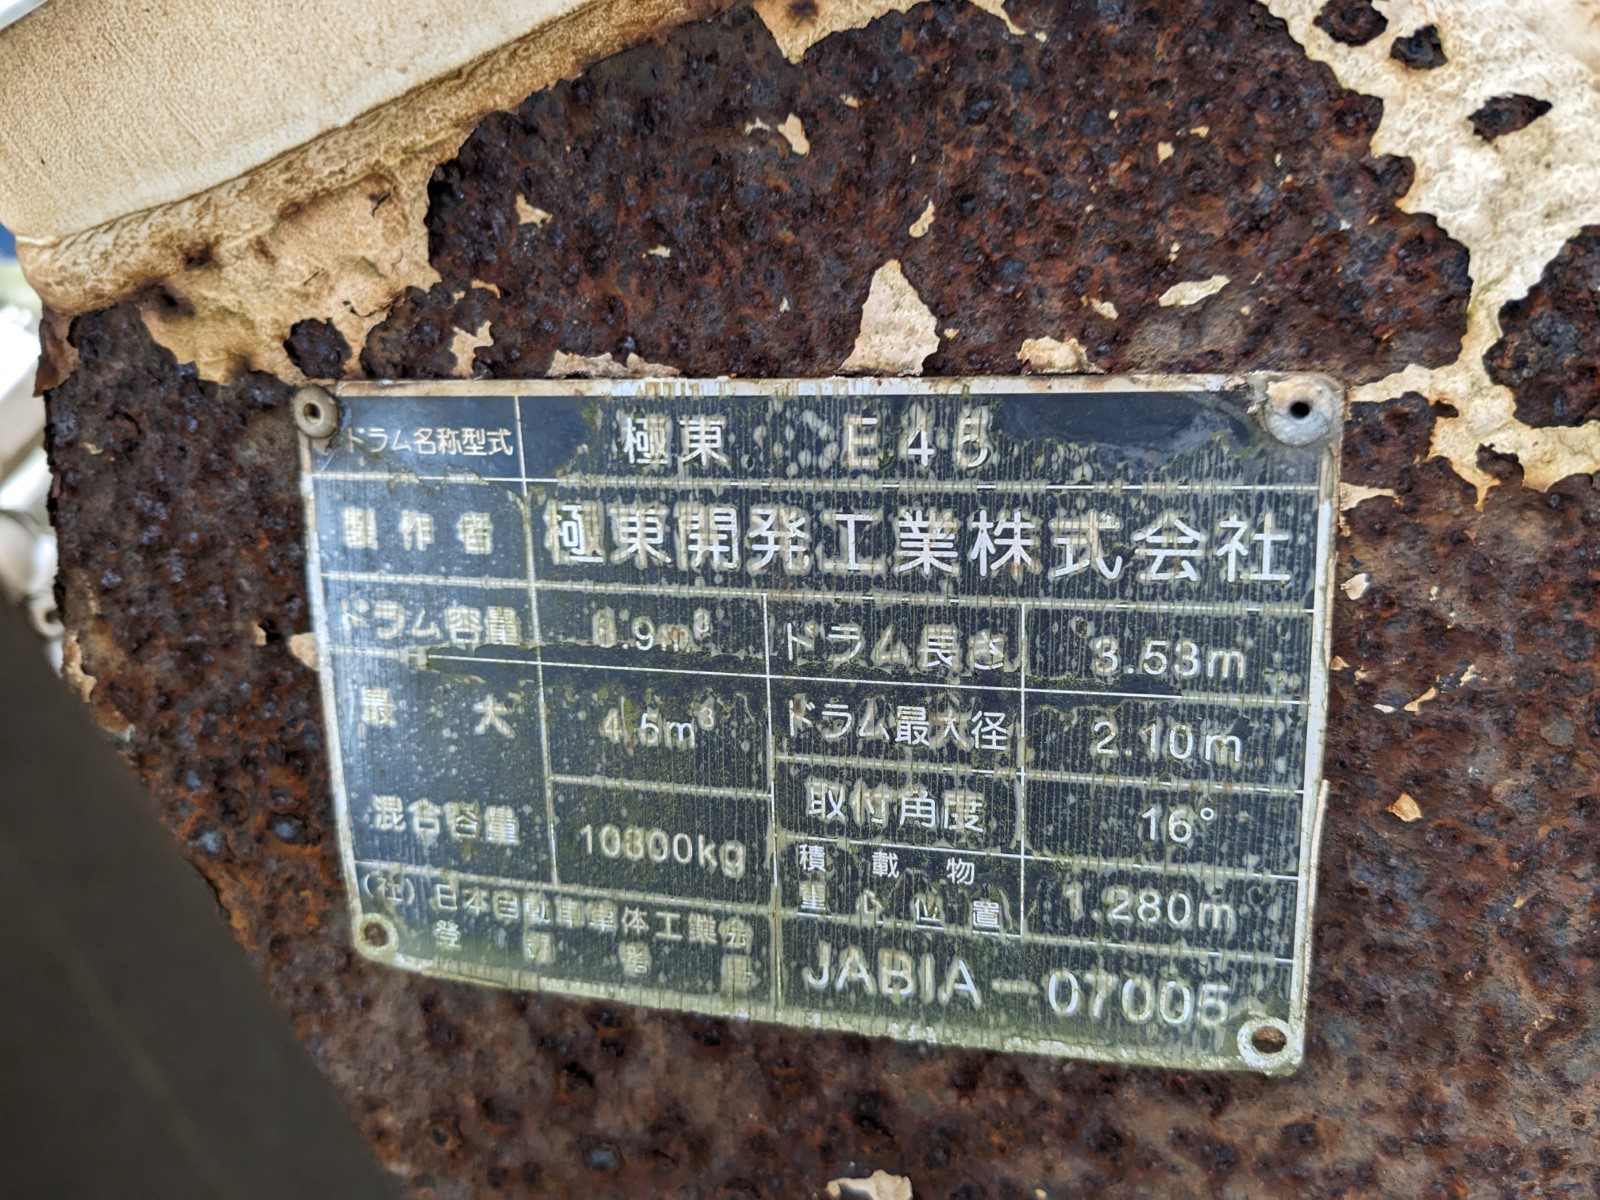 ドラム名称型式 極東 E45
製作者 極東開発工業株式会社
ドラム容量 8.9m³ ドラム長さ 3.53m
最大混合容量 4.5m³ ドラム最大径 2.10m
10800kg 取付角度 16°
積載物重心位置 1.280m
(社)日本自動車車体工業会
登録番号 JABIA-07005